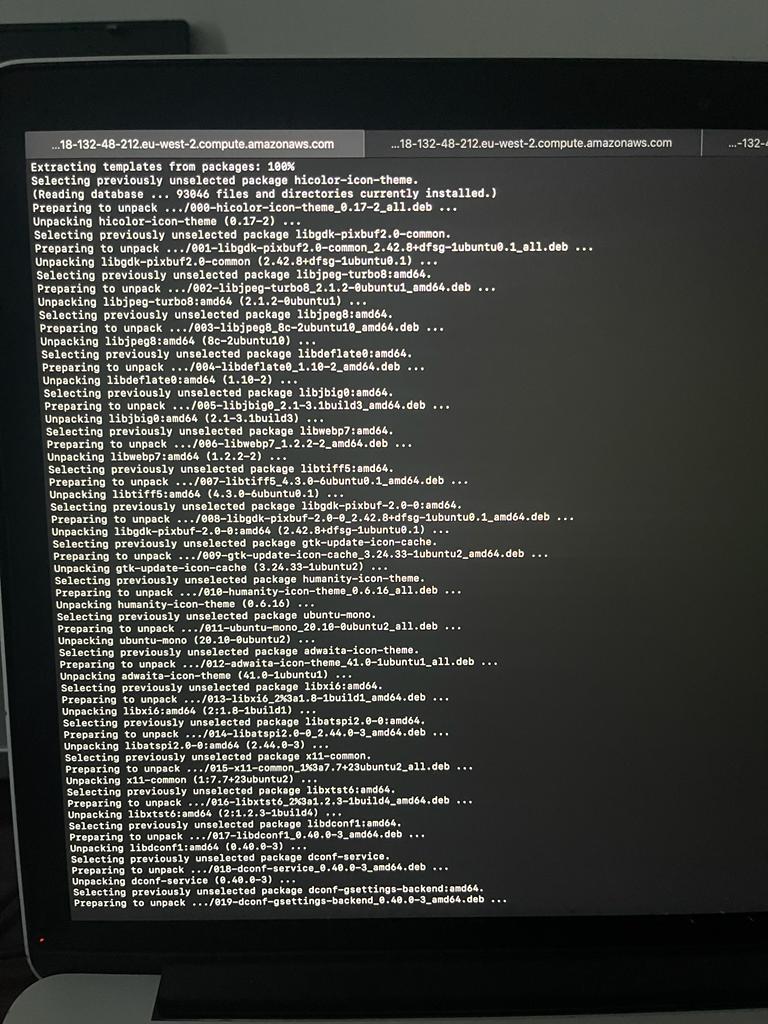 ...18-132-48-212.eu-west-2.compute.amazonaws.com
...18-132-48-212.eu-west-2.compute.amazonaws.com
...-132-4
Extracting templates from packages: 100%
Selecting previously unselected package hicolor-icon-theme.
(Reading database ... 93046 files and directories currently installed.)
Preparing to unpack .../000-hicolor-icon-theme_0.17-2_all.deb ...
Unpacking hicolor-icon-theme (0.17-2) ...
Selecting previously unselected package libgdk-pixbuf2.0-common.
Preparing to unpack .../001-libgdk-pixbuf2.0-common_2.42.8+dfsg-1ubuntu0.1_all.deb ...
Unpacking libgdk-pixbuf2.0-common (2.42.8+dfsg-1ubuntu0.1) ...
Selecting previously unselected package libjpeg-turbo8:amd64.
Preparing to unpack .../002-libjpeg-turbo8_2.1.2-0ubuntu1_amd64.deb ...
Unpacking libjpeg-turbo8:amd64 (2.1.2-0ubuntu1) ...
Selecting previously unselected package libjpeg8:amd64.
Preparing to unpack .../003-libjpeg8_8c-2ubuntu10_amd64.deb ...
Unpacking libjpeg8:amd64 (8c-2ubuntu10) ...
Selecting previously unselected package libdeflate0:amd64.
Preparing to unpack .../004-libdeflate0_1.10-2_amd64.deb ...
Unpacking libdeflate0:amd64 (1.10-2) ...
Selecting previously unselected package libjbig0:amd64.
Preparing to unpack .../005-libjbig0_2.1-3.1build3_amd64.deb ...
Unpacking libjbig0:amd64 (2.1-3.1build3) ...
Selecting previously unselected package libwebp7:amd64.
Preparing to unpack .../006-libwebp7_1.2.2-2_amd64.deb ...
Unpacking libwebp7:amd64 (1.2.2-2) ...
Selecting previously unselected package libtiff5:amd64.
Preparing to unpack .../007-libtiff5_4.3.0-6ubuntu0.1_amd64.deb ...
Unpacking libtiff5:amd64 (4.3.0-6ubuntu0.1) ...
Selecting previously unselected package libgdk-pixbuf-2.0-0:amd64.
Preparing to unpack .../008-libgdk-pixbuf-2.0-0_2.42.8+dfsg-1ubuntu0.1_amd64.deb ...
Unpacking libgdk-pixbuf-2.0-0:amd64 (2.42.8+dfsg-1ubuntu0.1) ...
Selecting previously unselected package gtk-update-icon-cache.
Preparing to unpack .../009-gtk-update-icon-cache_3.24.33-1ubuntu2_amd64.deb ...
Unpacking gtk-update-icon-cache (3.24.33-1ubuntu2) ...
Selecting previously unselected package humanity-icon-theme.
Preparing to unpack .../010-humanity-icon-theme_0.6.16_all.deb ...
Unpacking humanity-icon-theme (0.6.16) ...
Selecting previously unselected package ubuntu-mono.
Preparing to unpack .../011-ubuntu-mono_20.10-0ubuntu2_all.deb ...
Unpacking ubuntu-mono (20.10-0ubuntu2) ...
Selecting previously unselected package adwaita-icon-theme.
Preparing to unpack .../012-adwaita-icon-theme_41.0-1ubuntu1_all.deb ...
Unpacking adwaita-icon-theme (41.0-1ubuntu1) ...
Selecting previously unselected package libxi6:amd64.
Preparing to unpack .../013-libxi6_2%3a1.8-1build1_amd64.deb ...
Unpacking libxi6:amd64 (2:1.8-1build1) ...
Selecting previously unselected package libatspi2.0-0:amd64.
Preparing to unpack .../014-libatspi2.0-0_2.44.0-3_amd64.deb ...
Unpacking libatspi2.0-0:amd64 (2.44.0-3) ...
Selecting previously unselected package x11-common.
Preparing to unpack .../015-x11-common_1%3a7.7+23ubuntu2_all.deb ...
Unpacking x11-common (1:7.7+23ubuntu2) ...
Selecting previously unselected package libxtst6:amd64.
Preparing to unpack .../016-libxtst6_2%3a1.2.3-1build4_amd64.deb ...
Unpacking libxtst6:amd64 (2:1.2.3-1build4) ...
Selecting previously unselected package libdconf1:amd64.
Preparing to unpack .../017-libdconf1_0.40.0-3_amd64.deb ...
Unpacking libdconf1:amd64 (0.40.0-3) ...
Selecting previously unselected package dconf-service.
Preparing to unpack .../018-dconf-service_0.40.0-3_amd64.deb ...
Unpacking dconf-service (0.40.0-3) ...
Selecting previously unselected package dconf-gsettings-backend:amd64.
Preparing to unpack .../019-dconf-gsettings-backend_0.40.0-3_amd64.deb ...